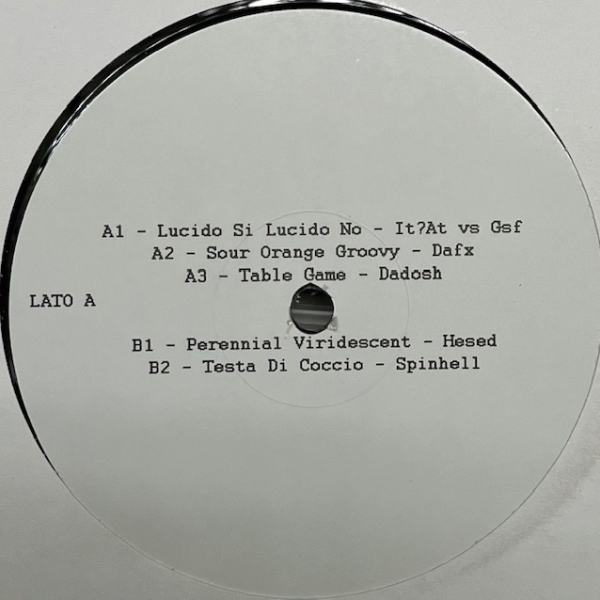 A1 - Lucido Si Lucido No - It?At vs Gsf
A2 - Sour Orange Groovy - Dafx
A3 - Table Game - Dadosh
LATO A
B1 - Perennial Viridescent - Hesed
B2 - Testa Di Coccio - Spinhell